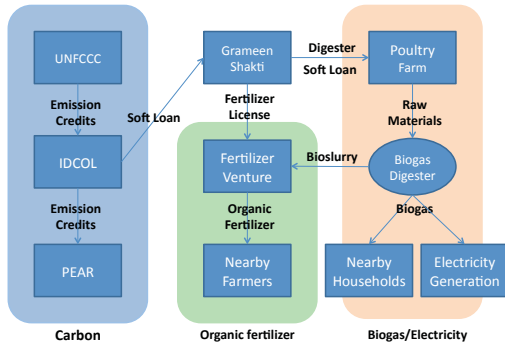 UNFCCC
Grameen
Shakti
Digester
Soft Loan
Poultry
Farm
Emission
Credits
Soft Loan
Fertilizer
License
Raw
Materials
IDCOL
Fertilizer
Venture
Bioslurry
Biogas
Digester
Emission
Credits
Organic
Fertilizer
Biogas
PEAR
Nearby
Farmers
Nearby
Households
Electricity
Generation
Carbon
Organic fertilizer
Biogas/Electricity